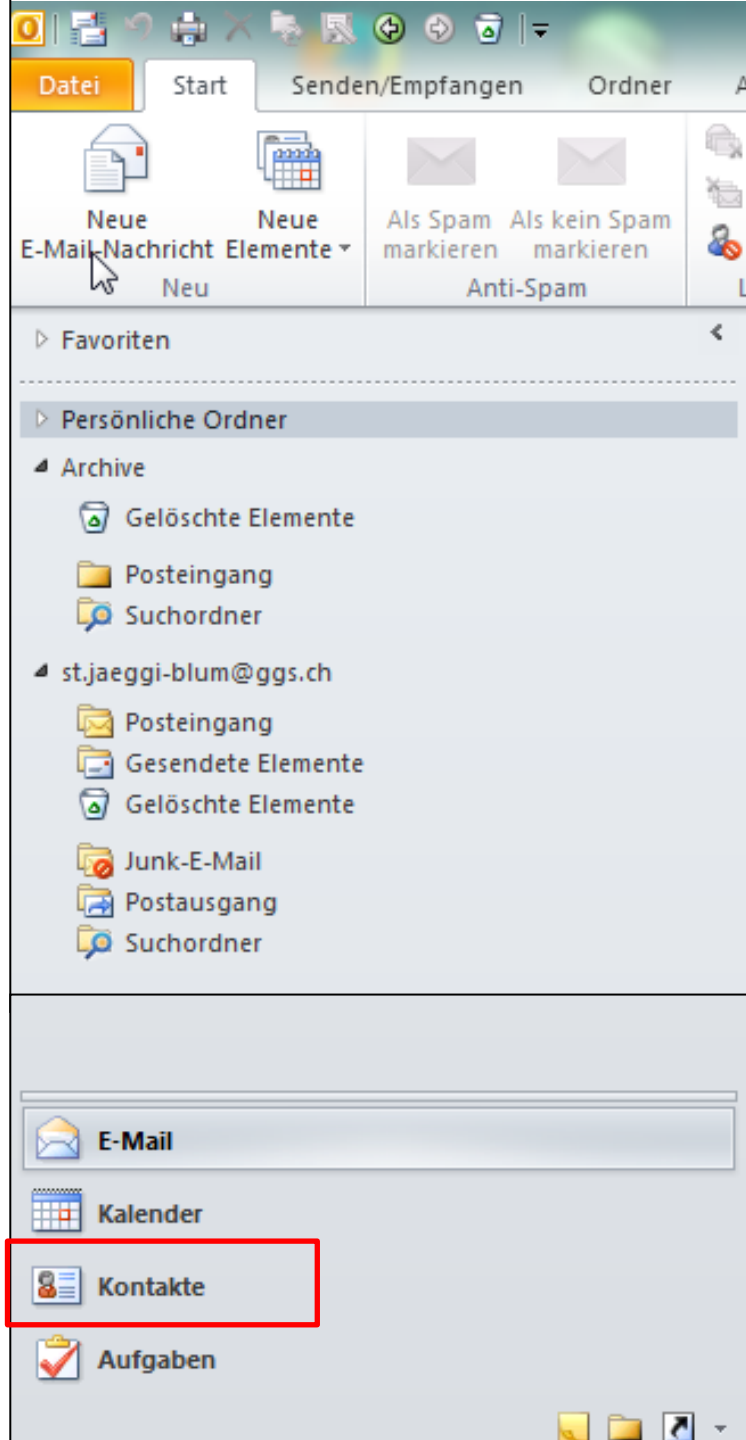 Datei Start Senden/Empfangen Ordner A
Neue E-Mail-Nachricht
Neue Elemente
Als Spam markieren
Als kein Spam markieren
Neu Anti-Spam L
Favoriten
Persönliche Ordner
Archive
Gelöschte Elemente
Posteingang
Suchordner
st.jaeggi-blum@ggs.ch
Posteingang
Gesendete Elemente
Gelöschte Elemente
Junk-E-Mail
Postausgang
Suchordner
E-Mail
Kalender
Kontakte
Aufgaben